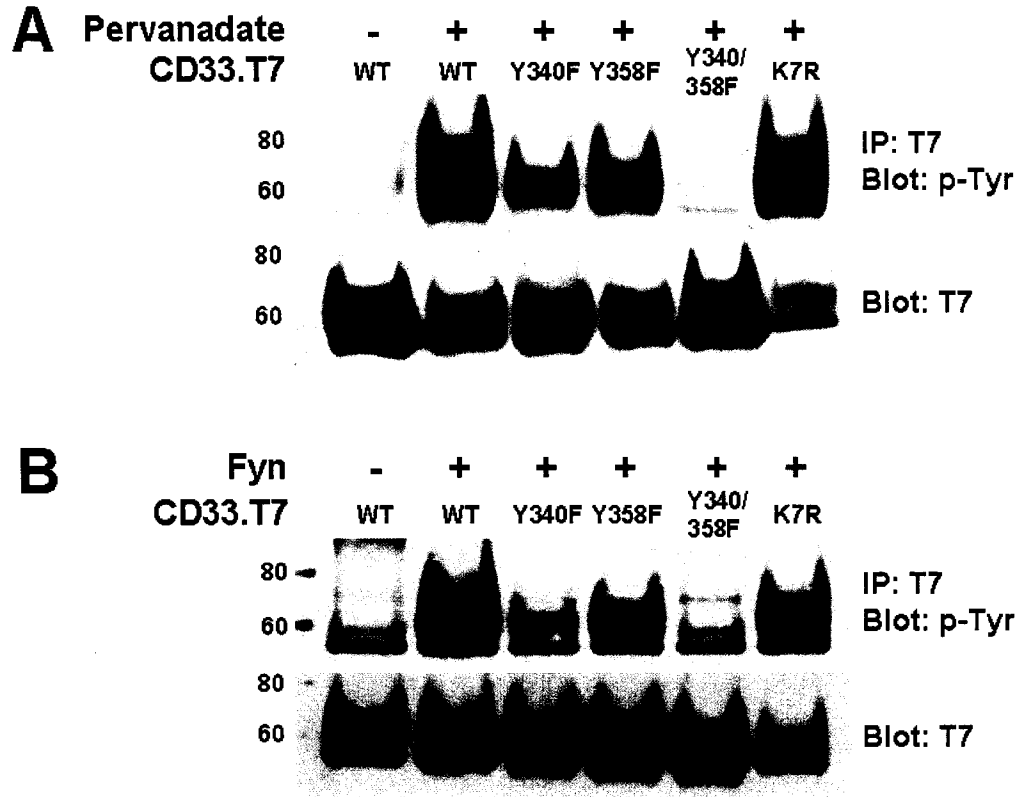 A
Pervanadate - + + + + +
CD33.T7 WT WT Y340F Y358F Y340/358F K7R
80
60
IP: T7
Blot: p-Tyr
80
60
Blot: T7
B
Fyn - + + + + +
CD33.T7 WT WT Y340F Y358F Y340/358F K7R
80
60
IP: T7
Blot: p-Tyr
80
60
Blot: T7